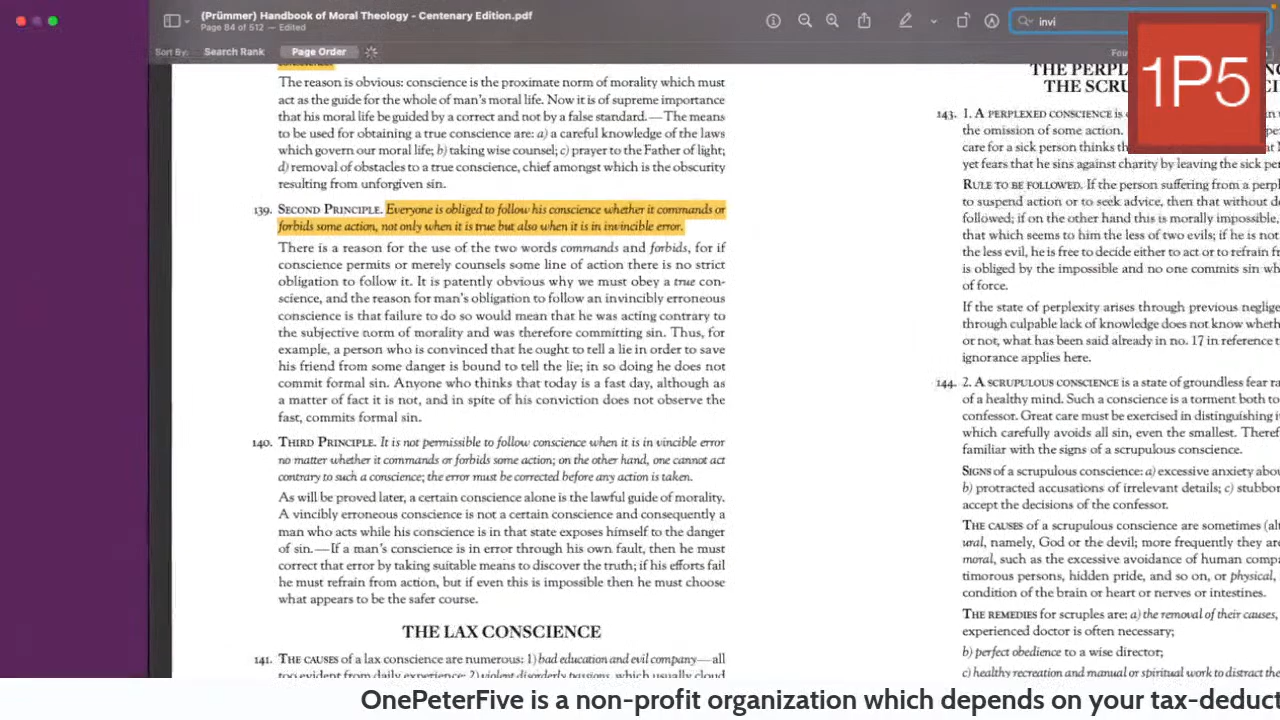 (Prümmer) Handbook of Moral Theology - Centenary Edition.pdf
Page 84 of 512 — Edited
invi
Sort By: Search Rank Page Order
1P5
The reason is obvious: conscience is the proximate norm of morality which must
act as the guide for the whole of man's moral life. Now it is of supreme importance
that his moral life be guided by a correct and not by a false standard.—The means
to be used for obtaining a true conscience are: a) a careful knowledge of the laws
which govern our moral life; b) taking wise counsel; c) prayer to the Father of light;
d) removal of obstacles to a true conscience, chief amongst which is the obscurity
resulting from unforgiven sin.
139. SECOND PRINCIPLE. Everyone is obliged to follow his conscience whether it commands or
forbids some action, not only when it is true but also when it is in invincible error.
There is a reason for the use of the two words commands and forbids, for if
conscience permits or merely counsels some line of action there is no strict
obligation to follow it. It is patently obvious why we must obey a true con-
science, and the reason for man's obligation to follow an invincibly erroneous
conscience is that failure to do so would mean that he was acting contrary to
the subjective norm of morality and was therefore committing sin. Thus, for
example, a person who is convinced that he ought to tell a lie in order to save
his friend from some danger is bound to tell the lie; in so doing he does not
commit formal sin. Anyone who thinks that today is a fast day, although as
a matter of fact it is not, and in spite of his conviction does not observe the
fast, commits formal sin.
140. THIRD PRINCIPLE. It is not permissible to follow conscience when it is in vincible error
no matter whether it commands or forbids some action; on the other hand, one cannot act
contrary to such a conscience; the error must be corrected before any action is taken.
As will be proved later, a certain conscience alone is the lawful guide of morality.
A vincibly erroneous conscience is not a certain conscience and consequently a
man who acts while his conscience is in that state exposes himself to the danger
of sin.—If a man's conscience is in error through his own fault, then he must
correct that error by taking suitable means to discover the truth; if his efforts fail
he must refrain from action, but if even this is impossible then he must choose
what appears to be the safer course.
THE LAX CONSCIENCE
141. THE CAUSES of a lax conscience are numerous: 1) bad education and evil company—all
too evident from daily experience; 2) violent disorderly passions, which usually cloud
THE
THE
143. 1. A PERPLEXED CONSCIENCE is
the omission of some action.
care for a sick person thinks
yet fears that he sins against charity by leaving the sick
RULE TO BE FOLLOWED. If the person suffering from a
to suspend action or to seek advice, then that without
followed; if on the other hand this is morally impossible,
that which seems to him the less of two evils; if he is not
the less evil, he is free to decide either to act or to refrain
is obliged by the impossible and no one commits sin
of force.
If the state of perplexity arises through previous
through culpable lack of knowledge does not know
or not, what has been said already in no. 17 in reference
ignorance applies here.
144. 2. A SCRUPULOUS CONSCIENCE is a state of groundless fear
of a healthy mind. Such a conscience is a torment both to
confessor. Great care must be exercised in distinguishing
which carefully avoids all sin, even the smallest.
familiar with the signs of a scrupulous conscience.
SIGNS of a scrupulous conscience: a) excessive anxiety
b) protracted accusations of irrelevant details; c)
accept the decisions of the confessor.
THE CAUSES of a scrupulous conscience are sometimes
ural, namely, God or the devil; more frequently they
moral, such as the excessive avoidance of human
timorous persons, hidden pride, and so on, or physical,
condition of the brain or heart or nerves or intestines.
THE REMEDIES for scruples are: a) the removal of their causes,
experienced doctor is often necessary;
b) perfect obedience to a wise director;
c) healthy recreation and manual or spiritual work to distract
OnePeterFive is a non-profit organization which depends on your